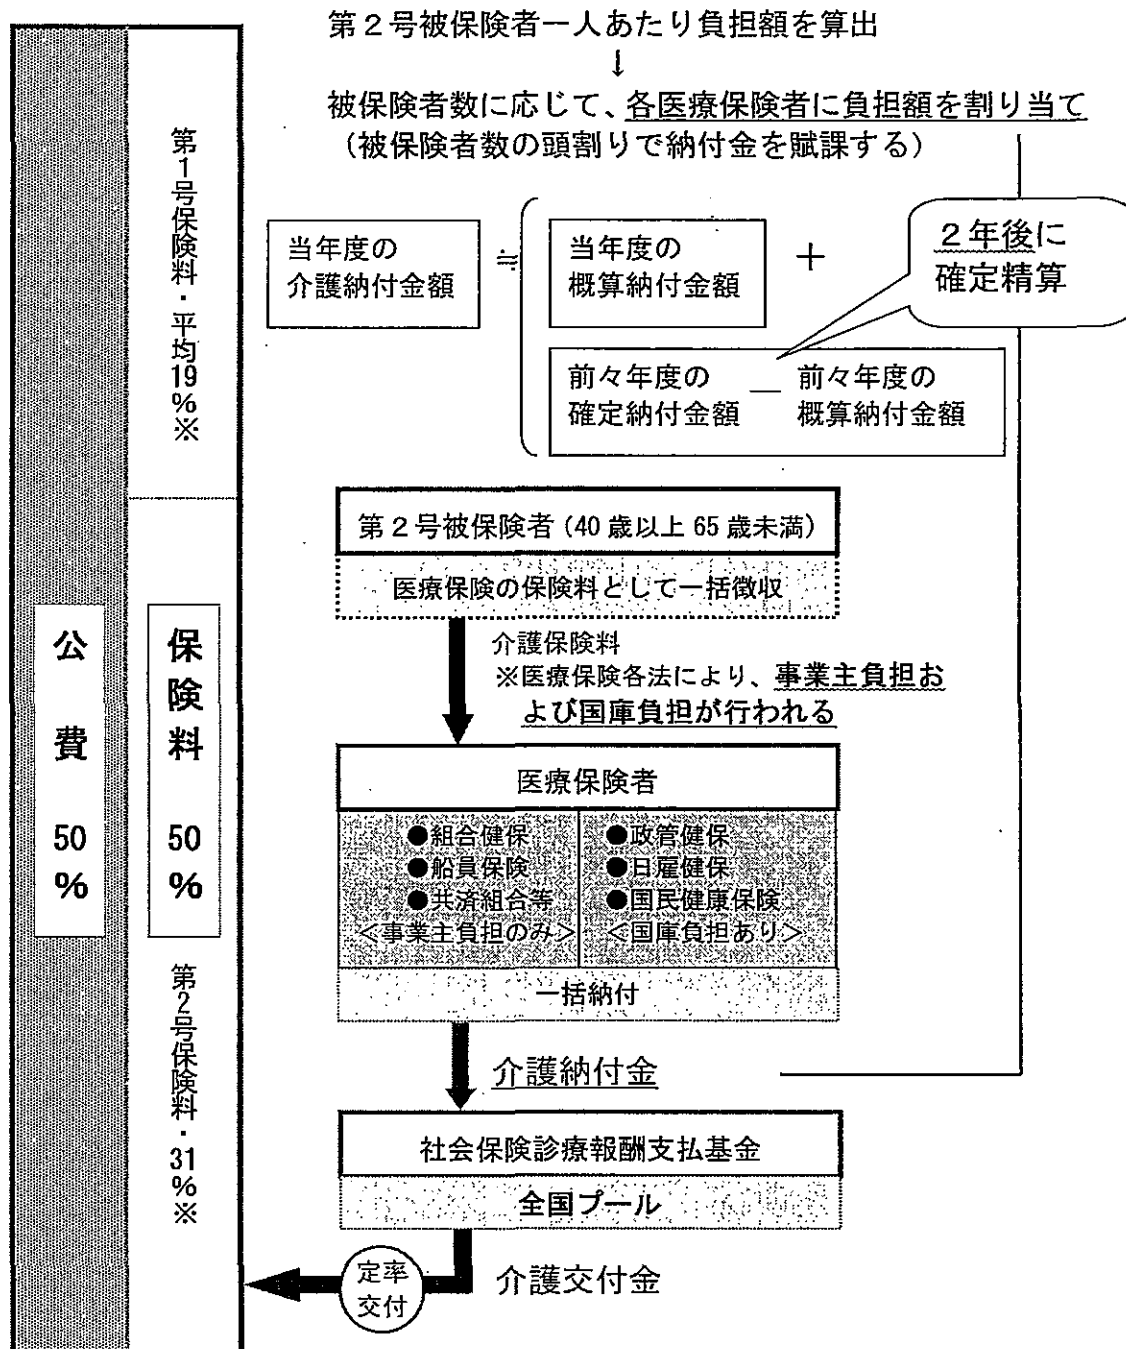 第２号被保険者一人あたり負担額を算出
↓
被保険者数に応じて、各医療保険者に負担額を割り当て
（被保険者数の頭割りで納付金を賦課する）
当年度の
介護納付金額
≒
当年度の
概算納付金額
＋
２年後に
確定精算
前々年度の
確定納付金額
―
前々年度の
概算納付金額
第1号保険料・平均19%※
公費 50%
保険料 50%
第2号保険料・31%※
第２号被保険者（40歳以上65歳未満）
医療保険の保険料として一括徴収
介護保険料
※医療保険各法により、事業主負担お
よび国庫負担が行われる
医療保険者
●組合健保
●船員保険
●共済組合等
＜事業主負担のみ＞
●政管健保
●日雇健保
●国民健康保険
＜国庫負担あり＞
一括納付
介護納付金
社会保険診療報酬支払基金
全国プール
定率
交付
介護交付金